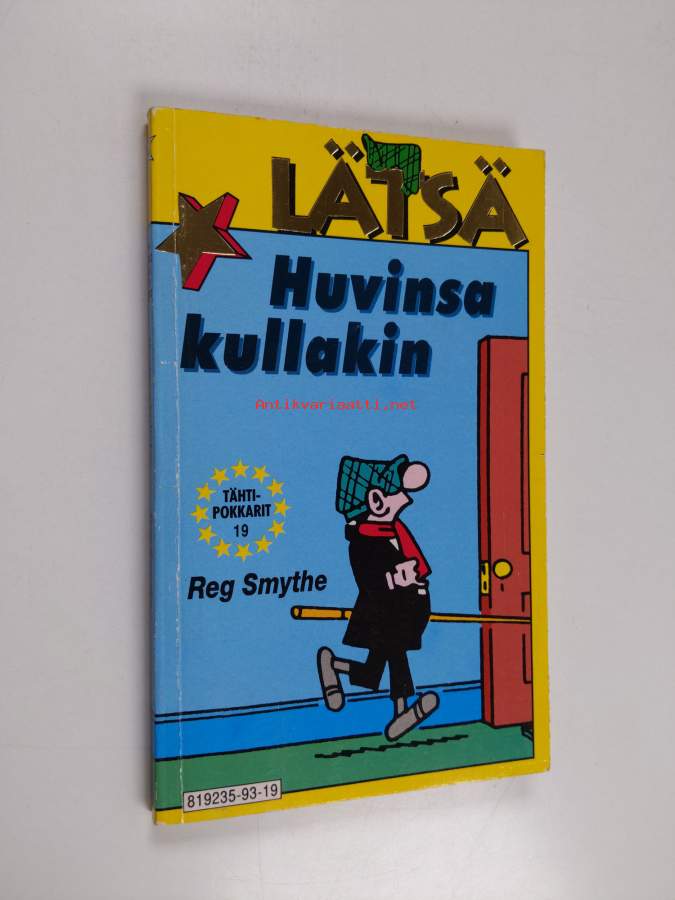 LÄTSÄ
Huvinsa
kullakin
Antikvariaatti.net
TÄHTI-
POKKARIT
19
Reg Smythe
819235-93-19